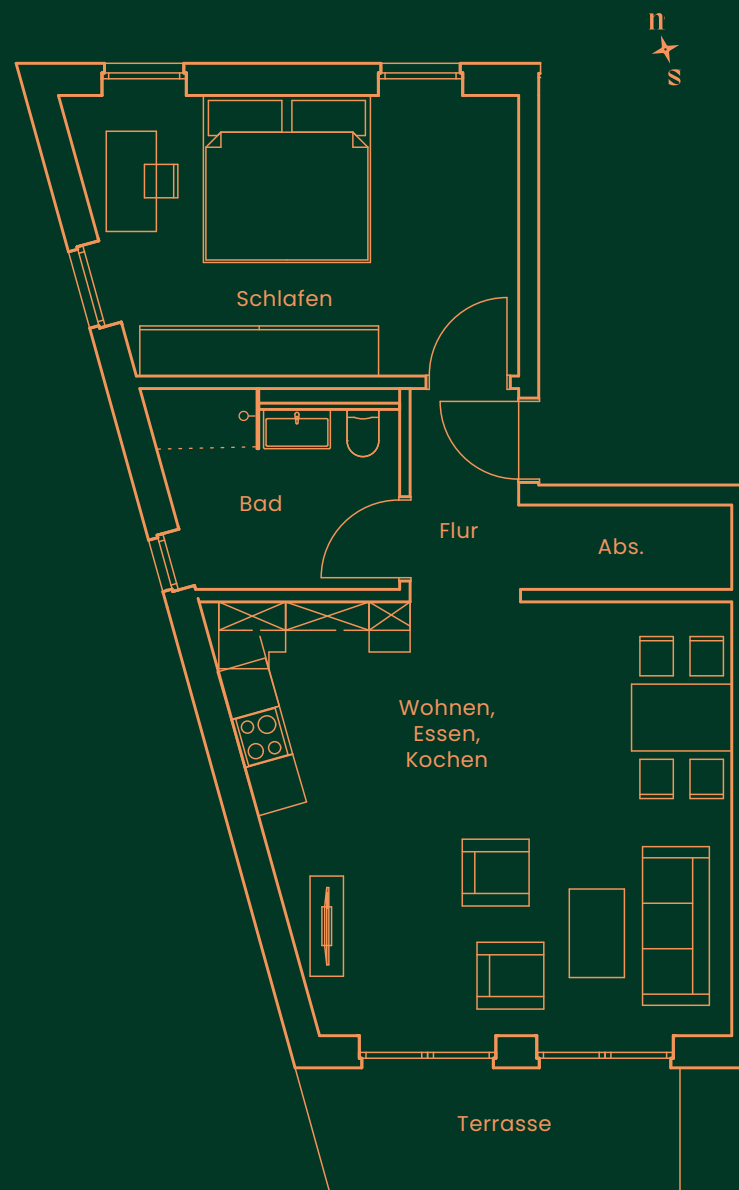 n
s
Schlafen
Bad
Flur
Abs.
Wohnen,
Essen,
Kochen
Terrasse